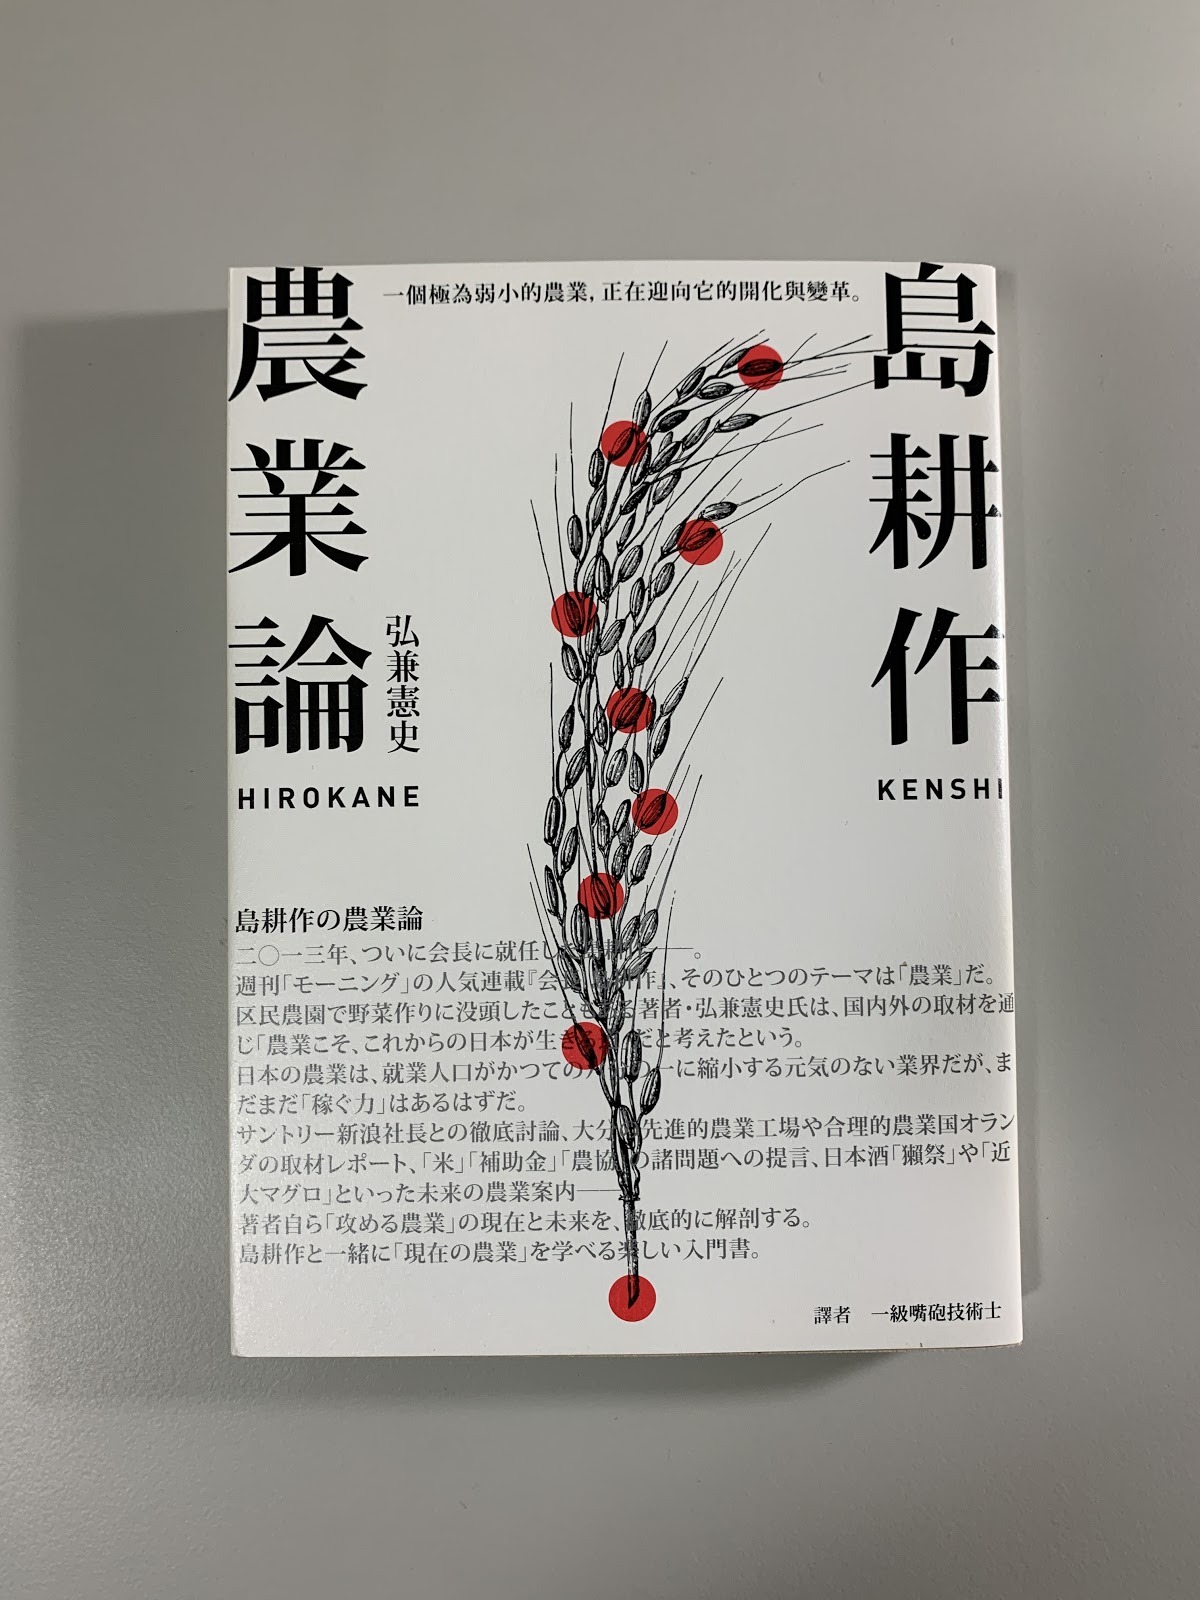 一個極為弱小的農業，正在迎向它的開化與變革。
島耕作
農業論
弘兼憲史
HIROKANE
KENSHI
島耕作の農業論
二〇一三年、ついに会長に就任し
週刊「モーニング」の人気連載『会長 作』、そのひとつのテーマは「農業」だ。
区民農園で野菜作りに没頭したこともある著者・弘兼憲史氏は、国内外の取材を通
じ「農業こそ、これからの日本が生き だと考えたという。
日本の農業は、就業人口がかつての の一に縮小する元気のない業界だが、ま
だまだ「稼ぐ力」はあるはずだ。
サントリー新浪社長との徹底討論、大分 先進的農業工場や合理的農業国オラン
ダの取材レポート、「米」「補助金」「農協」の諸問題への提言、日本酒「獺祭」や「近
大マグロ」といった未来の農業案内──
著者自ら「攻める農業」の現在と未来を、徹底的に解剖する。
島耕作と一緒に「現在の農業」を学べる楽しい入門書。
譯者 一級嘴砲技術士